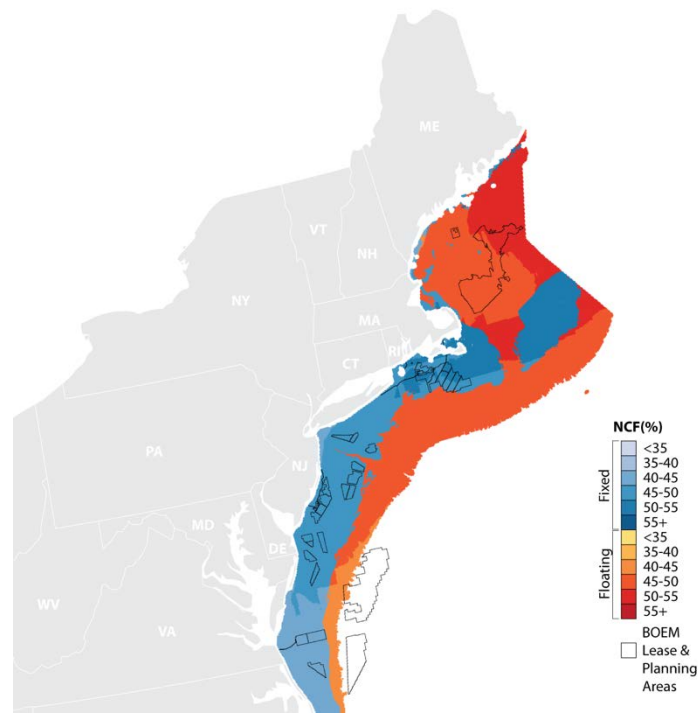 ME
VT
NH
NY
MA
CT
RI
PA
NJ
MD
DE
WV
VA
NCF(%)
Fixed
<35
35-40
40-45
45-50
50-55
55+
Floating
<35
35-40
40-45
45-50
50-55
55+
BOEM
Lease &
Planning
Areas